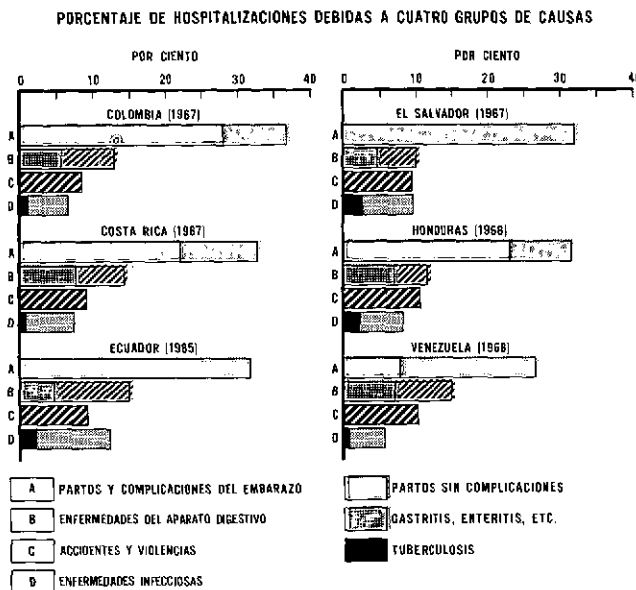 PORCENTAJE DE HOSPITALIZACIONES DEBIDAS A CUATRO GRUPOS DE CAUSAS
POR CIENTO
0 10 20 30 40
COLOMBIA (1967)
A
B
C
D
COSTA RICA (1967)
A
B
C
D
ECUADOR (1965)
A
B
C
D
POR CIENTO
0 10 20 30 40
EL SALVADOR (1967)
A
B
C
D
HONDURAS (1968)
A
B
C
D
VENEZUELA (1968)
A
B
C
D
A PARTOS Y COMPLICACIONES DEL EMBARAZO
B ENFERMEDADES DEL APARATO DIGESTIVO
C ACCIDENTES Y VIOLENCIAS
D ENFERMEDADES INFECCIOSAS
PARTOS SIN COMPLICACIONES
GASTRITIS, ENTERITIS, ETC.
TUBERCULOSIS